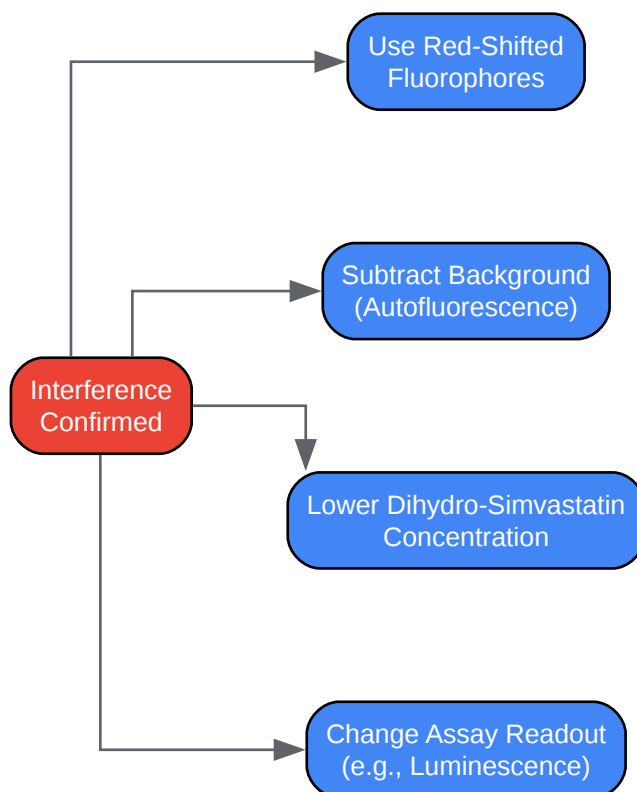 Use Red-Shifted
Fluorophores
Subtract Background
(Autofluorescence)
Interference
Confirmed
Lower Dihydro-Simvastatin
Concentration
Change Assay Readout
(e.g., Luminescence)